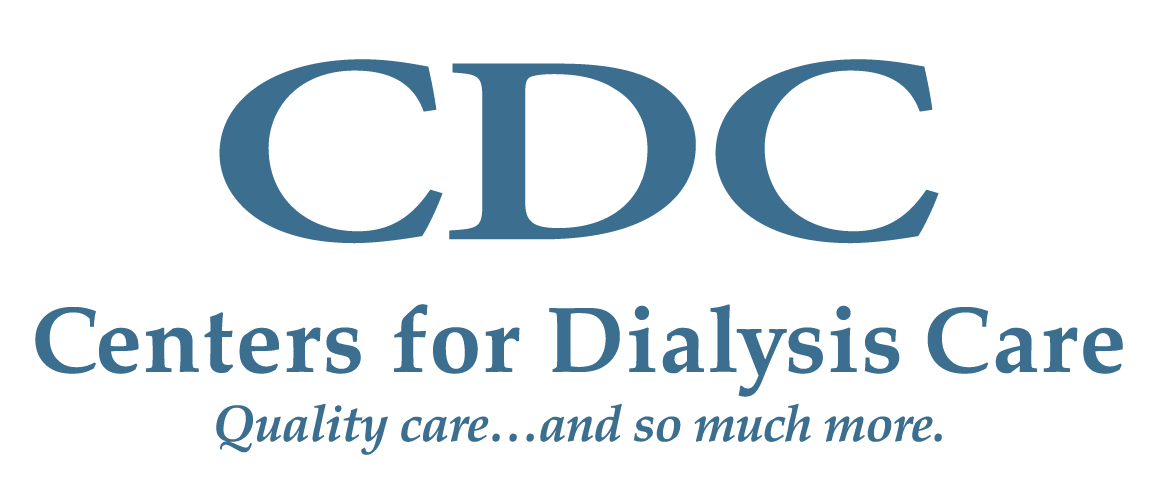 CDC
Centers for Dialysis Care
Quality care...and so much more.